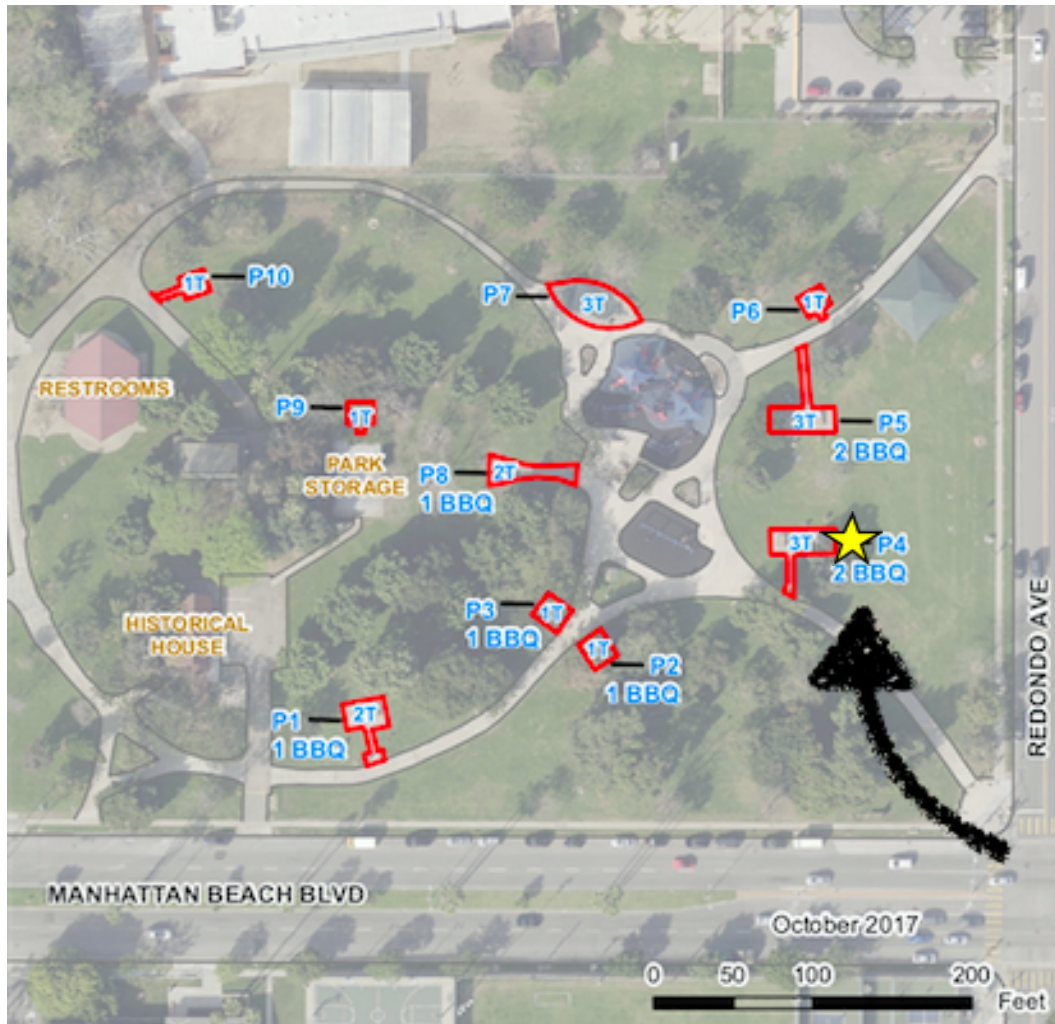 1T
P10
P7
3T
P6
1T
RESTROOMS
P9
1T
3T
P5
2 BBQ
PARK
STORAGE
P8
2T
1 BBQ
3T
P4
2 BBQ
P3
1T
1 BBQ
HISTORICAL
HOUSE
1T
P2
1 BBQ
REDONDO AVE
P1
2T
1 BBQ
MANHATTAN BEACH BLVD
October 2017
0 50 100 200
Feet